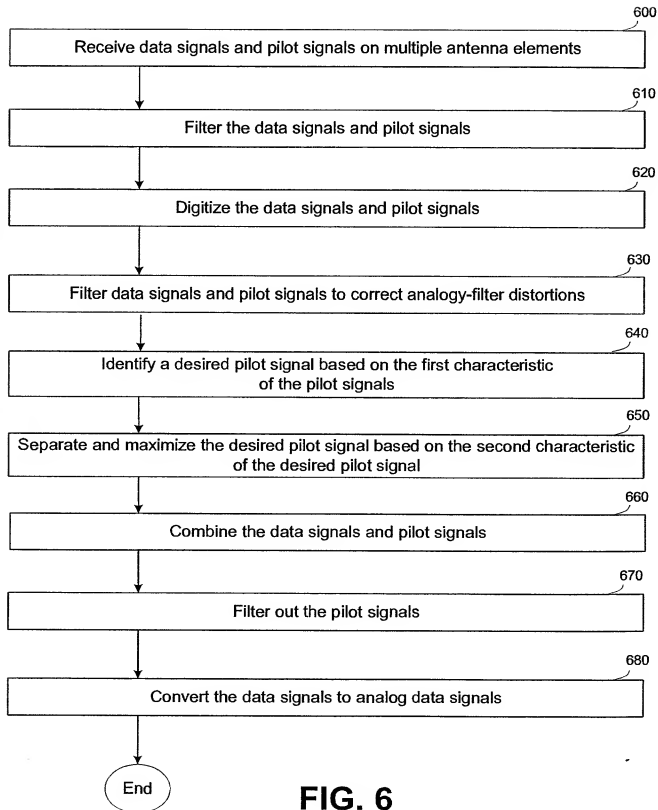 600
Receive data signals and pilot signals on multiple antenna elements
610
Filter the data signals and pilot signals
620
Digitize the data signals and pilot signals
630
Filter data signals and pilot signals to correct analogy-filter distortions
640
Identify a desired pilot signal based on the first characteristic
of the pilot signals
650
Separate and maximize the desired pilot signal based on the second characteristic
of the desired pilot signal
660
Combine the data signals and pilot signals
670
Filter out the pilot signals
680
Convert the data signals to analog data signals
End
FIG. 6